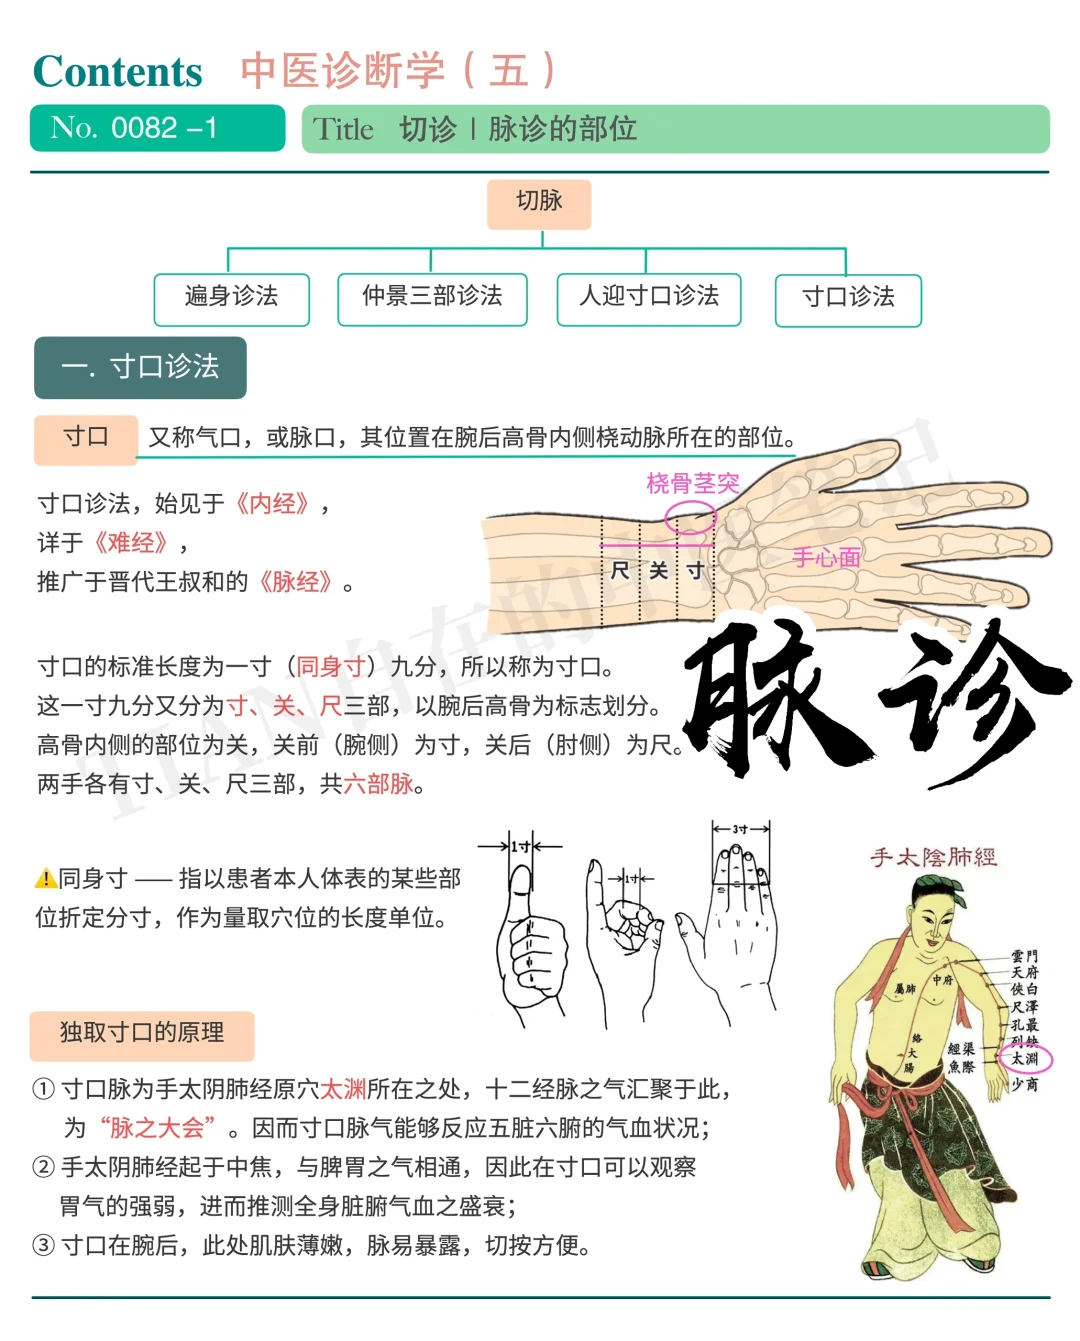 Contents 中医诊断学（五）
No. 0082 –1
Title 切诊 | 脉诊的部位
切脉
遍身诊法 仲景三部诊法 人迎寸口诊法 寸口诊法
一. 寸口诊法
寸口 又称气口，或脉口，其位置在腕后高骨内侧桡动脉所在的部位。
寸口诊法，始见于《内经》，
详于《难经》，
推广于晋代王叔和的《脉经》。
桡骨茎突
手心面
尺 关 寸
脉诊
寸口的标准长度为一寸（同身寸）九分，所以称为寸口。
这一寸九分又分为寸、关、尺三部，以腕后高骨为标志划分。
高骨内侧的部位为关，关前（腕侧）为寸，关后（肘侧）为尺。
两手各有寸、关、尺三部，共六部脉。
⚠同身寸 —— 指以患者本人体表的某些部
位折定分寸，作为量取穴位的长度单位。
1寸
1寸
3寸
手太陰肺經
雲門
天府
俠白
尺澤
孔最
列缺
經渠
太淵
魚際
少商
中府
屬肺
絡大腸
独取寸口的原理
① 寸口脉为手太阴肺经原穴太渊所在之处，十二经脉之气汇聚于此，
为“脉之大会”。因而寸口脉气能够反应五脏六腑的气血状况；
② 手太阴肺经起于中焦，与脾胃之气相通，因此在寸口可以观察
胃气的强弱，进而推测全身脏腑气血之盛衰；
③ 寸口在腕后，此处肌肤薄嫩，脉易暴露，切按方便。